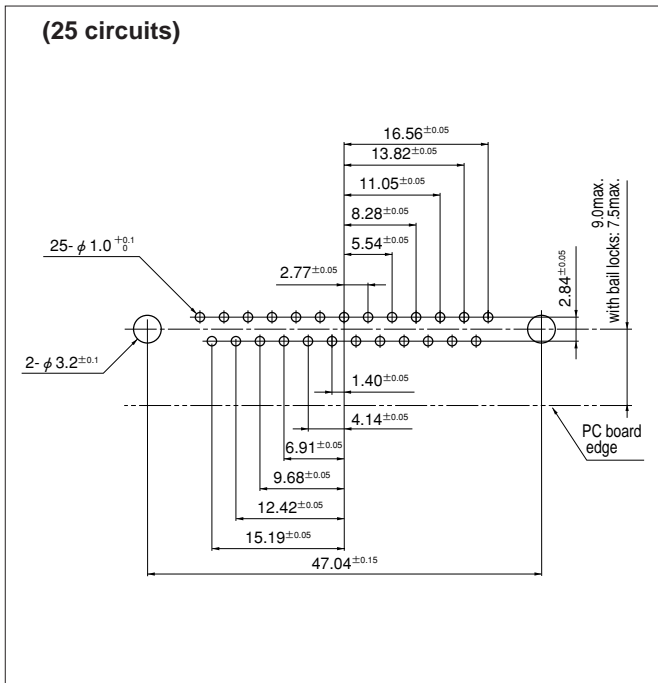 (25 circuits)
16.56±0.05
13.82±0.05
11.05±0.05
8.28±0.05
5.54±0.05
2.77±0.05
25- φ 1.0 +0.1 0
2- φ 3.2±0.1
2.84±0.05
9.0max.
with bail locks: 7.5max.
1.40±0.05
4.14±0.05
6.91±0.05
9.68±0.05
12.42±0.05
15.19±0.05
47.04±0.15
PC board
edge